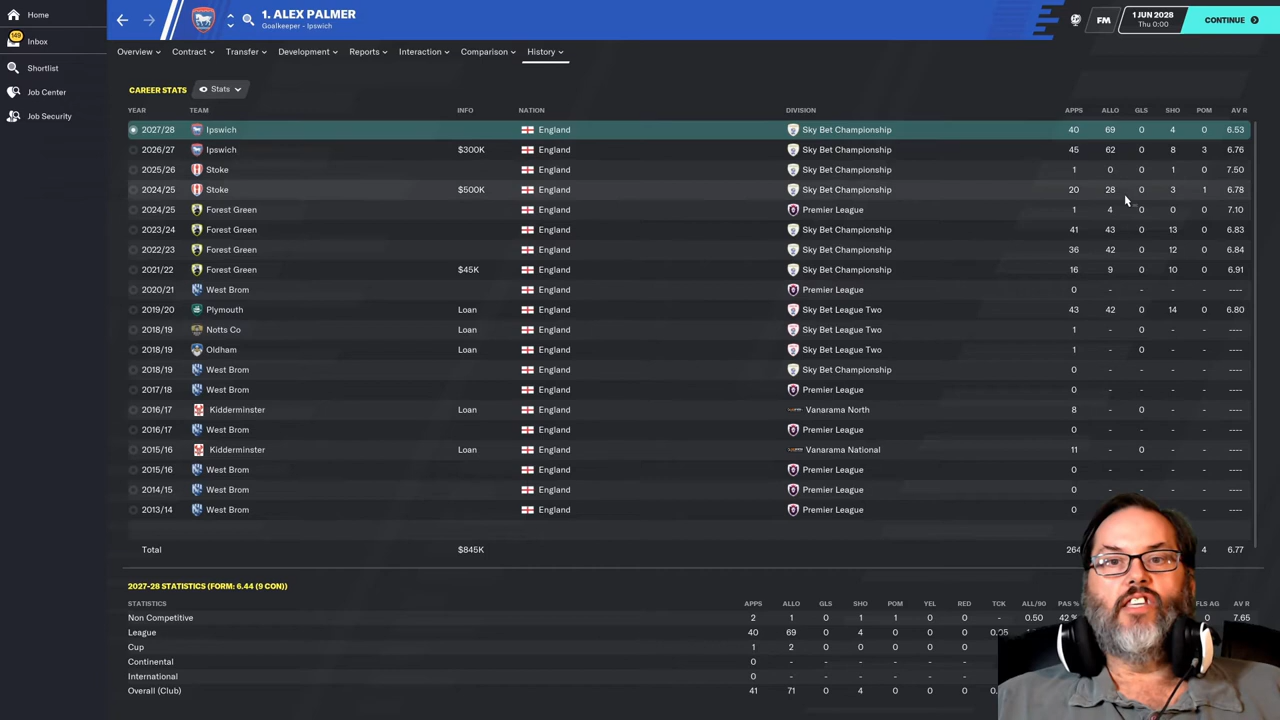 Home
149
Inbox
Shortlist
Job Center
Job Security
1. ALEX PALMER
Goalkeeper - Ipswich
FM
1 JUN 2028
Thu 0:00
CONTINUE
Overview Contract Transfer Development Reports Interaction Comparison History
CAREER STATS Stats
YEAR TEAM INFO NATION DIVISION APPS ALLO GLS SHO POM AV R
2027/28 Ipswich England Sky Bet Championship 40 69 0 4 0 6.53
2026/27 Ipswich $300K England Sky Bet Championship 45 62 0 8 3 6.76
2025/26 Stoke England Sky Bet Championship 1 0 0 1 0 7.50
2024/25 Stoke $500K England Sky Bet Championship 20 28 0 3 1 6.78
2024/25 Forest Green England Premier League 1 4 0 0 0 7.10
2023/24 Forest Green England Sky Bet Championship 41 43 0 13 0 6.83
2022/23 Forest Green England Sky Bet Championship 36 42 0 12 0 6.84
2021/22 Forest Green $45K England Sky Bet Championship 16 9 0 10 0 6.91
2020/21 West Brom England Premier League 0 - - - - ----
2019/20 Plymouth Loan England Sky Bet League Two 43 42 0 14 0 6.80
2018/19 Notts Co Loan England Sky Bet League Two 1 - 0 - - ----
2018/19 Oldham Loan England Sky Bet League Two 1 - 0 - - ----
2018/19 West Brom England Sky Bet Championship 0 - - - - ----
2017/18 West Brom England Premier League 0 - - - - ----
2016/17 Kidderminster Loan England Vanarama North 8 - 0 - - ----
2016/17 West Brom England Premier League 0 - - - - ----
2015/16 Kidderminster Loan England Vanarama National 11 - 0 - - ----
2015/16 West Brom England Premier League 0 - - - - ----
2014/15 West Brom England Premier League 0 - - - - ----
2013/14 West Brom England Premier League 0 - - ----
Total $845K 264 4 6.77
2027-28 STATISTICS (FORM: 6.44 (9 CON))
STATISTICS APPS ALLO GLS SHO POM YEL RED TCK ALL/90 PAS % FLS AG AV R
Non Competitive 2 1 0 1 1 0 0 - 0.50 42 % 0 7.65
League 40 69 0 4 0 0 0
Cup 1 2 0 0 0 0 0
Continental 0 - - - - - -
International 0 - - - - - -
Overall (Club) 41 71 0 4 0 0 0